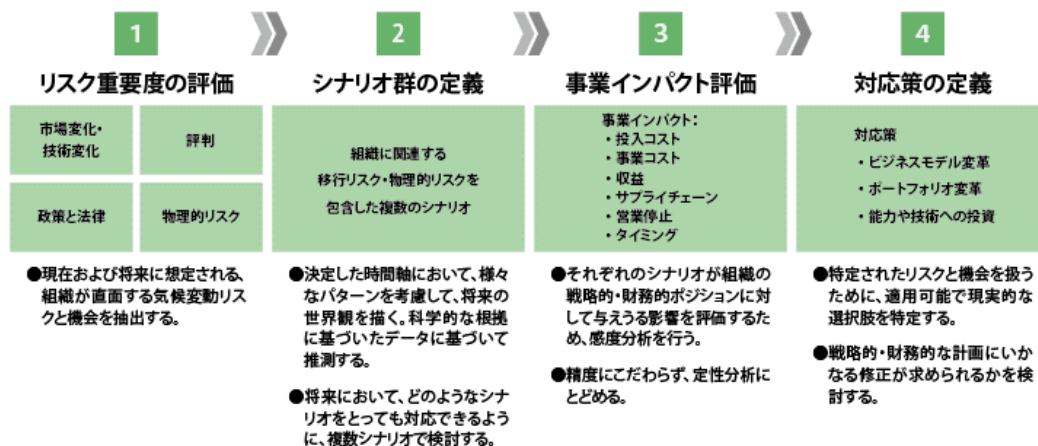 1
2
3
4
リスク重要度の評価
シナリオ群の定義
事業インパクト評価
対応策の定義
市場変化・
技術変化
評判
政策と法律
物理的リスク
組織に関連する
移行リスク・物理的リスクを
包含した複数のシナリオ
事業インパクト：
・投入コスト
・事業コスト
・収益
・サプライチェーン
・営業停止
・タイミング
対応策
・ビジネスモデル変革
・ポートフォリオ変革
・能力や技術への投資
●現在および将来に想定される、
組織が直面する気候変動リス
クと機会を抽出する。
●決定した時間軸において、様々
なパターンを考慮して、将来の
世界観を描く。科学的な根拠
に基づいたデータに基づいて
推測する。
●将来において、どのようなシナ
リオをとっても対応できるよう
に、複数シナリオで検討する。
●それぞれのシナリオが組織の
戦略的・財務的ポジションに対
して与えうる影響を評価するた
め、感度分析を行う。
●精度にこだわらず、定性分析に
とどめる。
●特定されたリスクと機会を扱う
ために、適用可能で現実的な
選択肢を特定する。
●戦略的・財務的な計画にいか
なる修正が求められるかを検
討する。